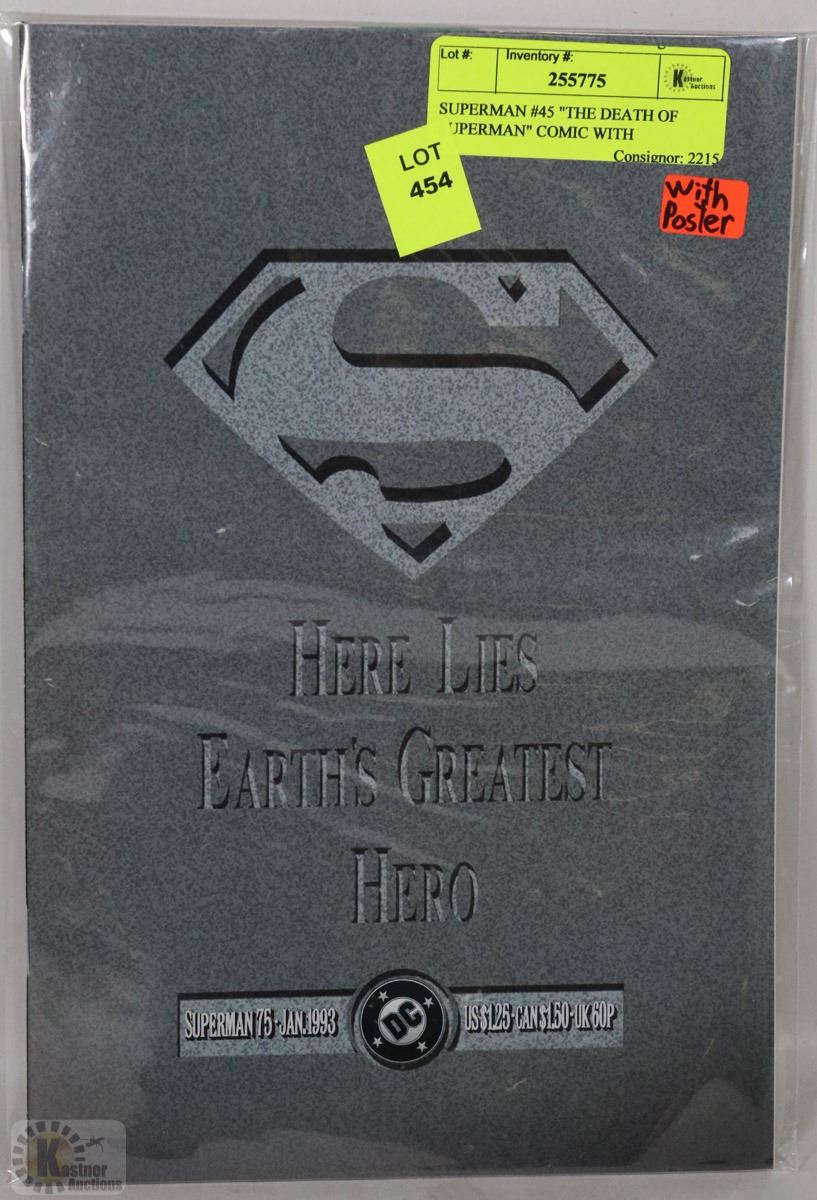 Lot #:
Inventory #:
255775
Kastner
Auctions
SUPERMAN #45 "THE DEATH OF
SUPERMAN" COMIC WITH
Consignor: 2215
LOT
454
With
Poster
HERE LIES
EARTH'S GREATEST
HERO
SUPERMAN 75 · JAN. 1993
DC
US $1.25 · CAN $1.50 · UK 60P
Kastner
Auctions